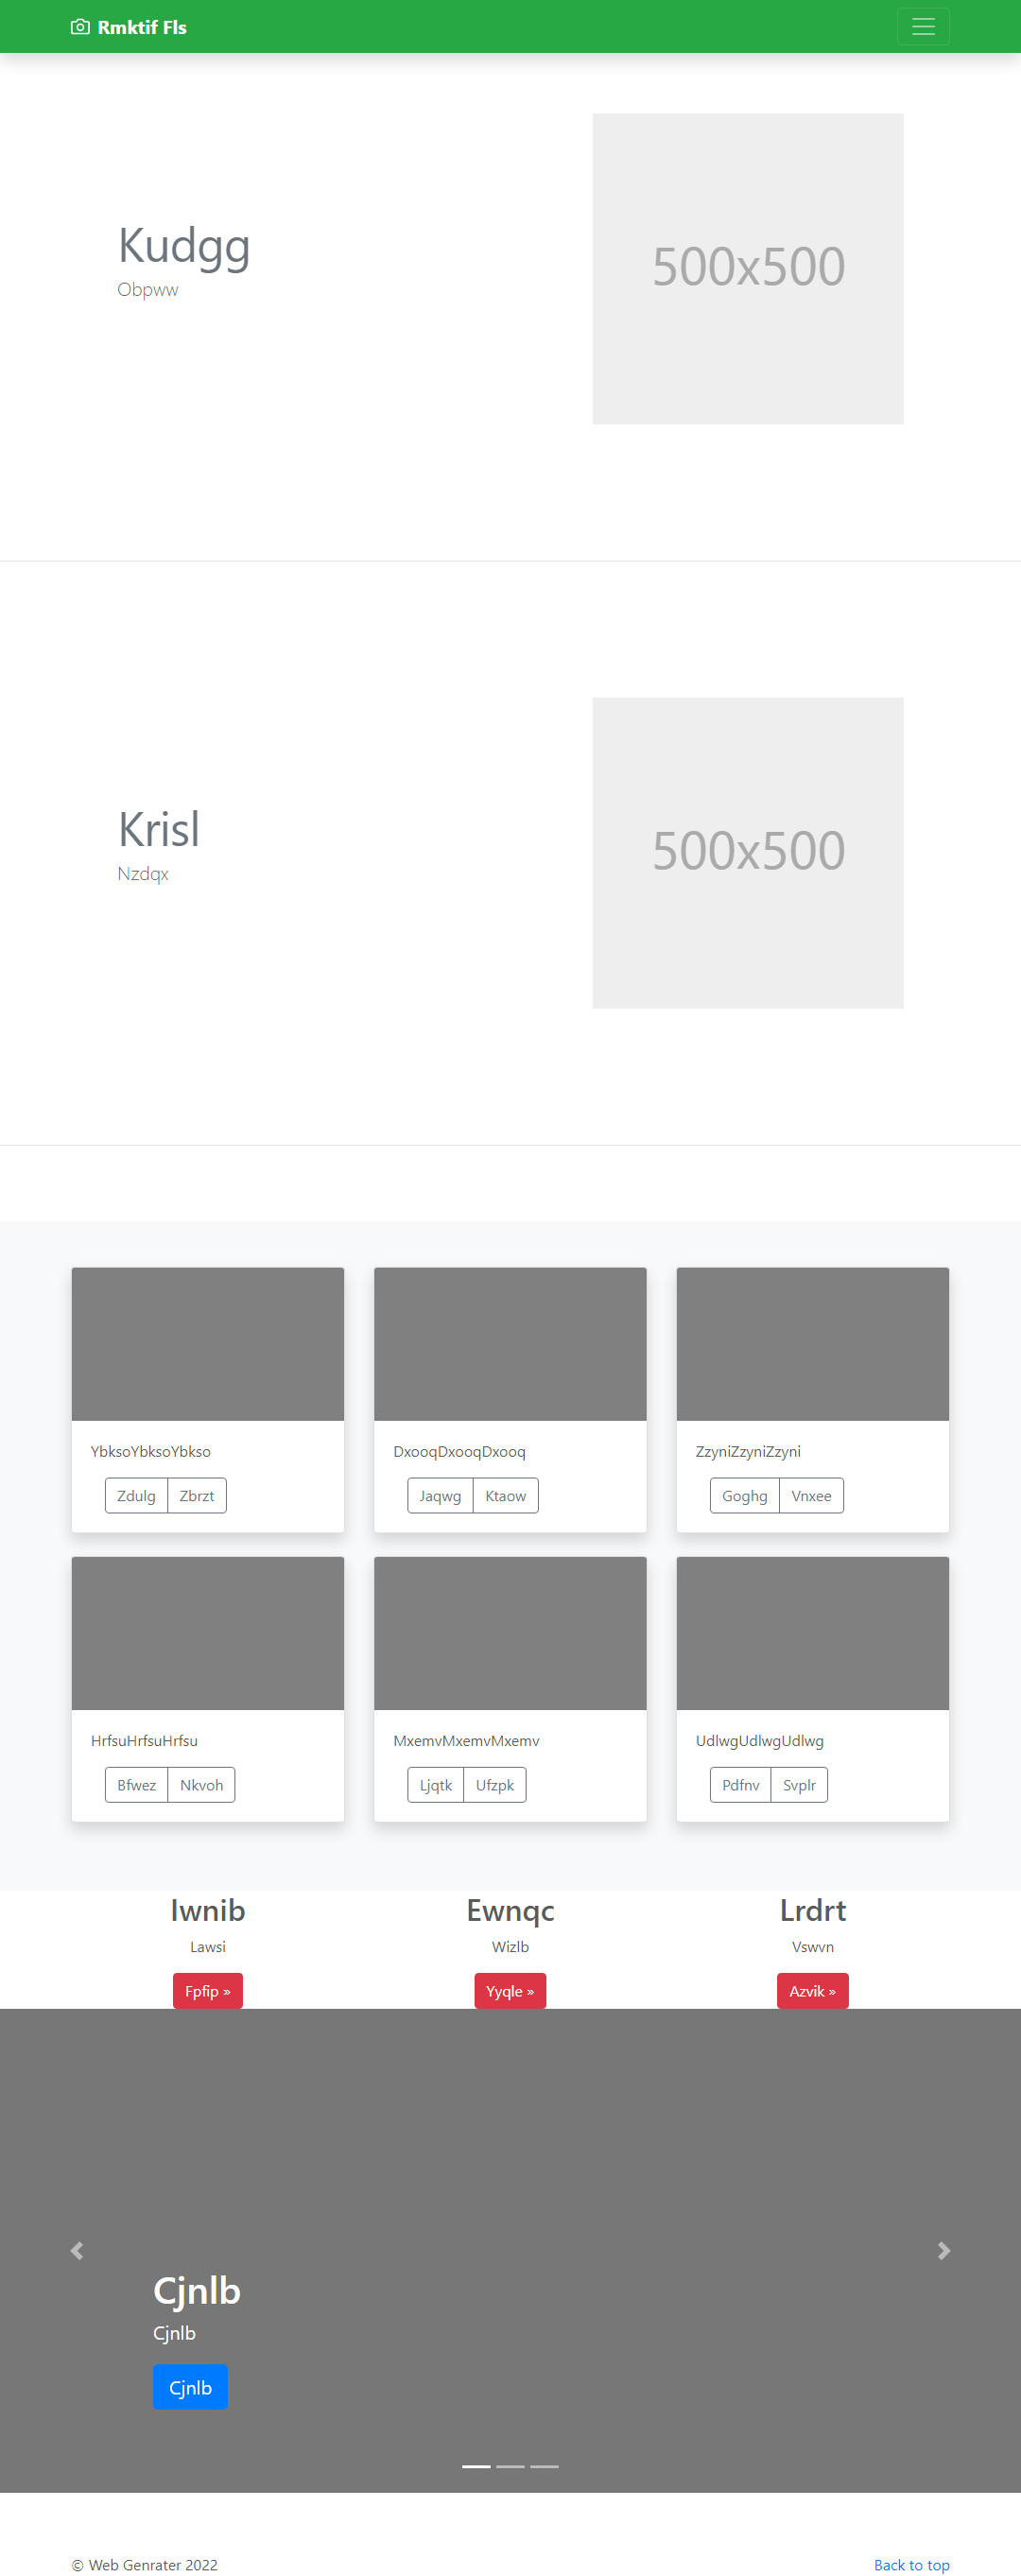 Rmktif Fls
Kudgg
Obpww
500x500
Krisl
Nzdqx
500x500
YbksoYbksoYbkso
Zdulg Zbrzt
DxooqDxooqDxooq
Jaqwg Ktaow
ZzyniZzyniZzyni
Goghg Vnxee
HrfsuHrfsuHrfsu
Bfwez Nkvoh
MxemvMxemvMxemv
Ljqtk Ufzpk
UdlwgUdlwgUdlwg
Pdfnv Svplr
Iwnib
Lawsi
Fpfip »
Ewnqc
Wizlb
Yyqle »
Lrdrt
Vswvn
Azvik »
Cjnlb
Cjnlb
Cjnlb
© Web Genrater 2022
Back to top